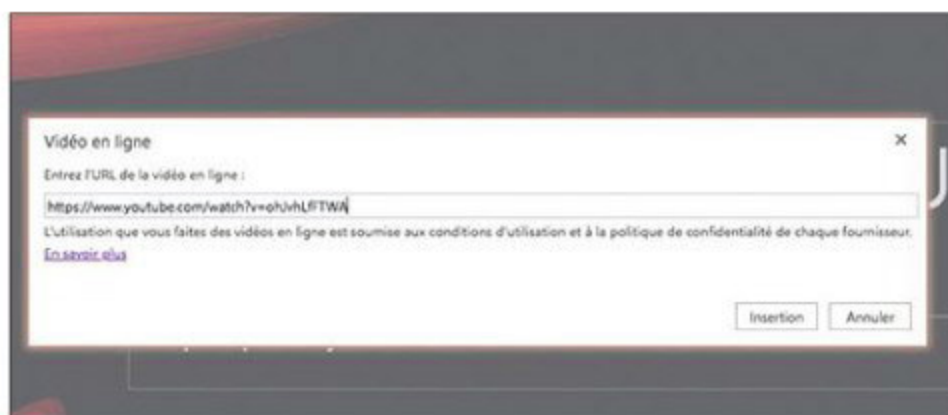 Vidéo en ligne
Entrez l'URL de la vidéo en ligne :
https://www.youtube.com/watch?v=
L'utilisation que vous faites des vidéos en ligne est soumise aux conditions d'utilisation et à la politique de confidentialité de chaque fournisseur.
En savoir plus
Insertion Annuler